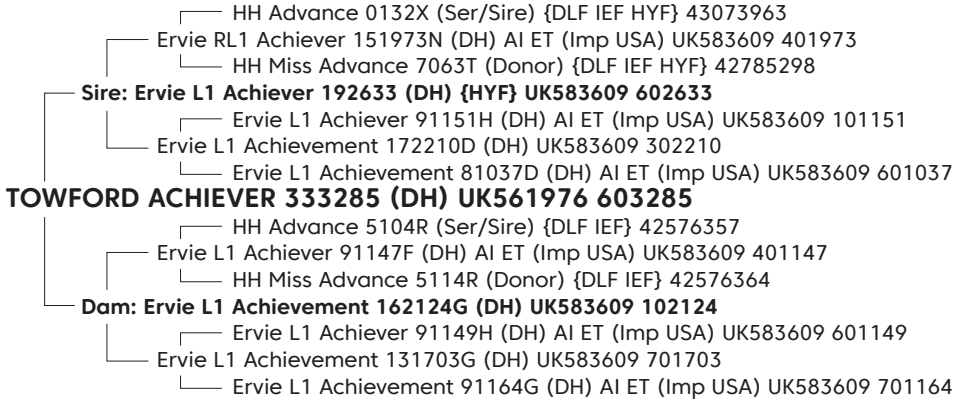 HH Advance 0132X (Ser/Sire) {DLF IEF HYF} 43073963
Ervie RL1 Achiever 151973N (DH) AI ET (Imp USA) UK583609 401973
HH Miss Advance 7063T (Donor) {DLF IEF HYF} 42785298
Sire: Ervie L1 Achiever 192633 (DH) {HYF} UK583609 602633
Ervie L1 Achiever 91151H (DH) AI ET (Imp USA) UK583609 101151
Ervie L1 Achievement 172210D (DH) UK583609 302210
Ervie L1 Achievement 81037D (DH) AI ET (Imp USA) UK583609 601037
TOWFORD ACHIEVER 333285 (DH) UK561976 603285
HH Advance 5104R (Ser/Sire) {DLF IEF} 42576357
Ervie L1 Achiever 91147F (DH) AI ET (Imp USA) UK583609 401147
HH Miss Advance 5114R (Donor) {DLF IEF} 42576364
Dam: Ervie L1 Achievement 162124G (DH) UK583609 102124
Ervie L1 Achiever 91149H (DH) AI ET (Imp USA) UK583609 601149
Ervie L1 Achievement 131703G (DH) UK583609 701703
Ervie L1 Achievement 91164G (DH) AI ET (Imp USA) UK583609 701164